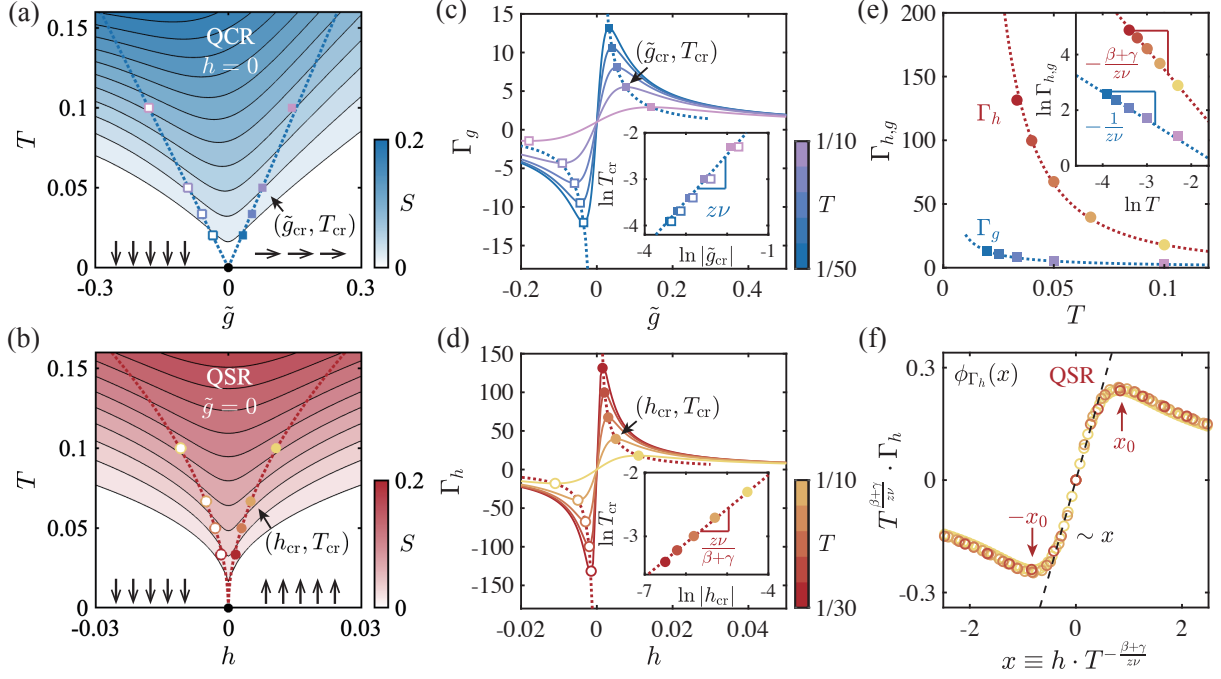 (a)
QCR
h = 0
T
0.15
0.1
0.05
0
-0.3
0
0.3
g̃
(g̃cr, Tcr)
0.2
S
0
(b)
QSR
g̃ = 0
T
0.15
0.1
0.05
0
-0.03
0
0.03
h
(hcr, Tcr)
0.2
S
0
(c)
Γg
15
10
5
0
-5
-10
-15
-0.2
0
0.2
0.4
g̃
(g̃cr, Tcr)
ln Tcr
-2
-3
-4
-4
-1
ln |g̃cr|
zν
1/10
T
1/50
(d)
Γh
150
100
50
0
-50
-100
-150
-0.02
0
0.02
0.04
h
(hcr, Tcr)
ln Tcr
-2
-3
-7
-4
ln |hcr|
zν/(β+γ)
1/10
T
1/30
(e)
Γh,g
200
150
100
50
0
0
0.05
0.1
T
Γh
Γg
ln Γh,g
5.2
2.6
0
-4
-3
-2
ln T
−(β+γ)/zν
−1/zν
(f)
ϕΓh(x)
QSR
T^((β+γ)/zν) · Γh
0.3
0
-0.3
-2
0
2
x0
−x0
∼ x
x ≡ h · T^(−(β+γ)/zν)